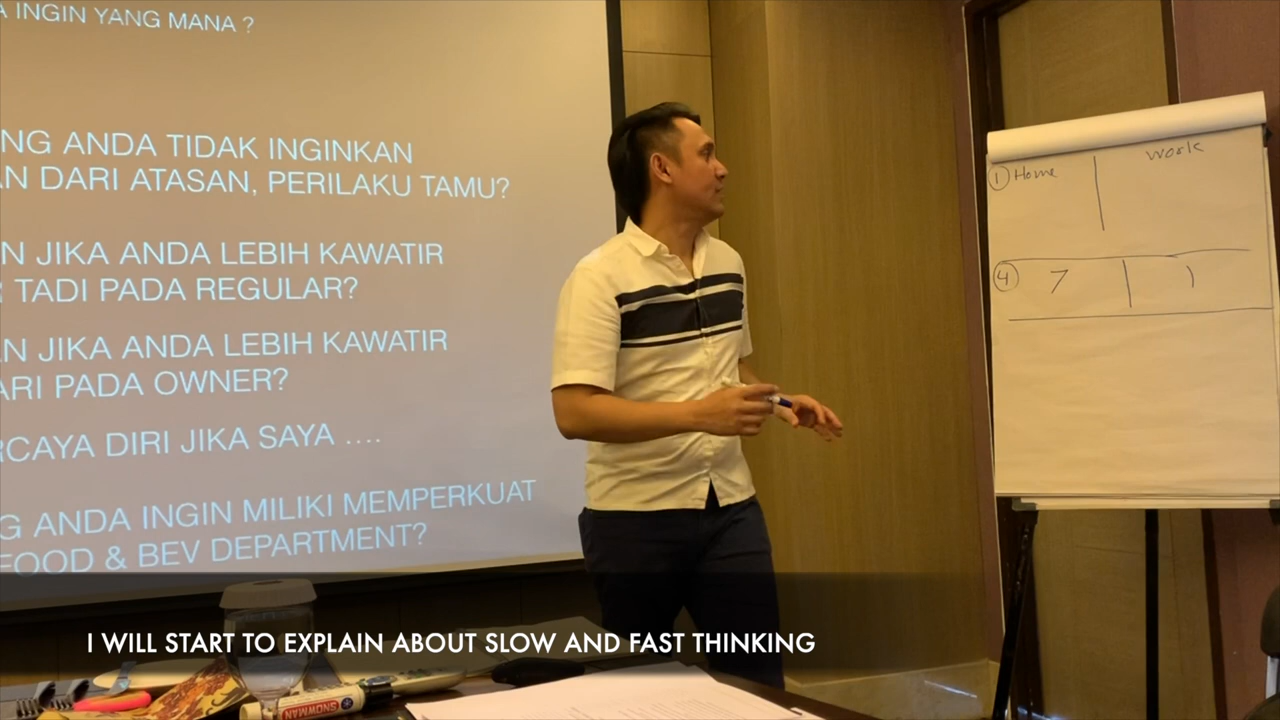 A INGIN YANG MANA ?
NG ANDA TIDAK INGINKAN
AN DARI ATASAN, PERILAKU TAMU?
AN JIKA ANDA LEBIH KAWATIR
R TADI PADA REGULAR?
AN JIKA ANDA LEBIH KAWATIR
ARI PADA OWNER?
RCAYA DIRI JIKA SAYA ....
G ANDA INGIN MILIKI MEMPERKUAT
FOOD & BEV DEPARTMENT?
① Home
work
④ 7 1
I WILL START TO EXPLAIN ABOUT SLOW AND FAST THINKING
SNOWMAN